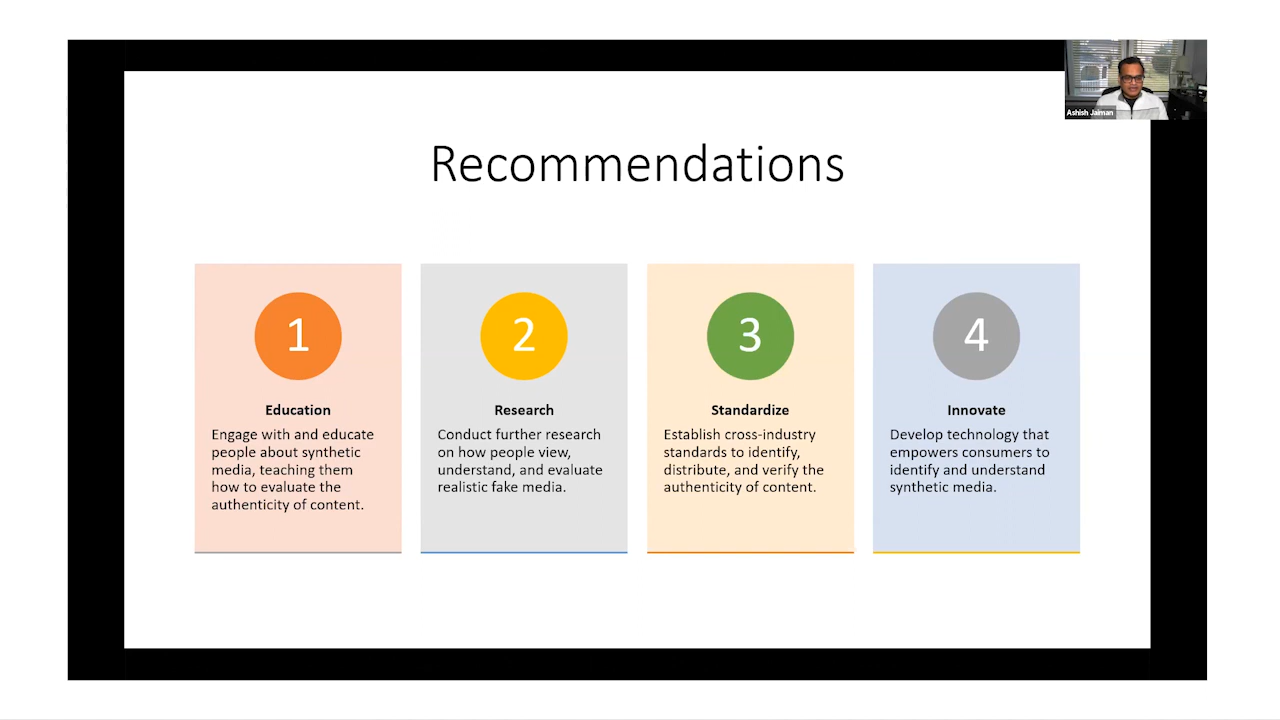 Ashish Jaiman
Recommendations
1
Education
Engage with and educate
people about synthetic
media, teaching them
how to evaluate the
authenticity of content.
2
Research
Conduct further research
on how people view,
understand, and evaluate
realistic fake media.
3
Standardize
Establish cross-industry
standards to identify,
distribute, and verify the
authenticity of content.
4
Innovate
Develop technology that
empowers consumers to
identify and understand
synthetic media.